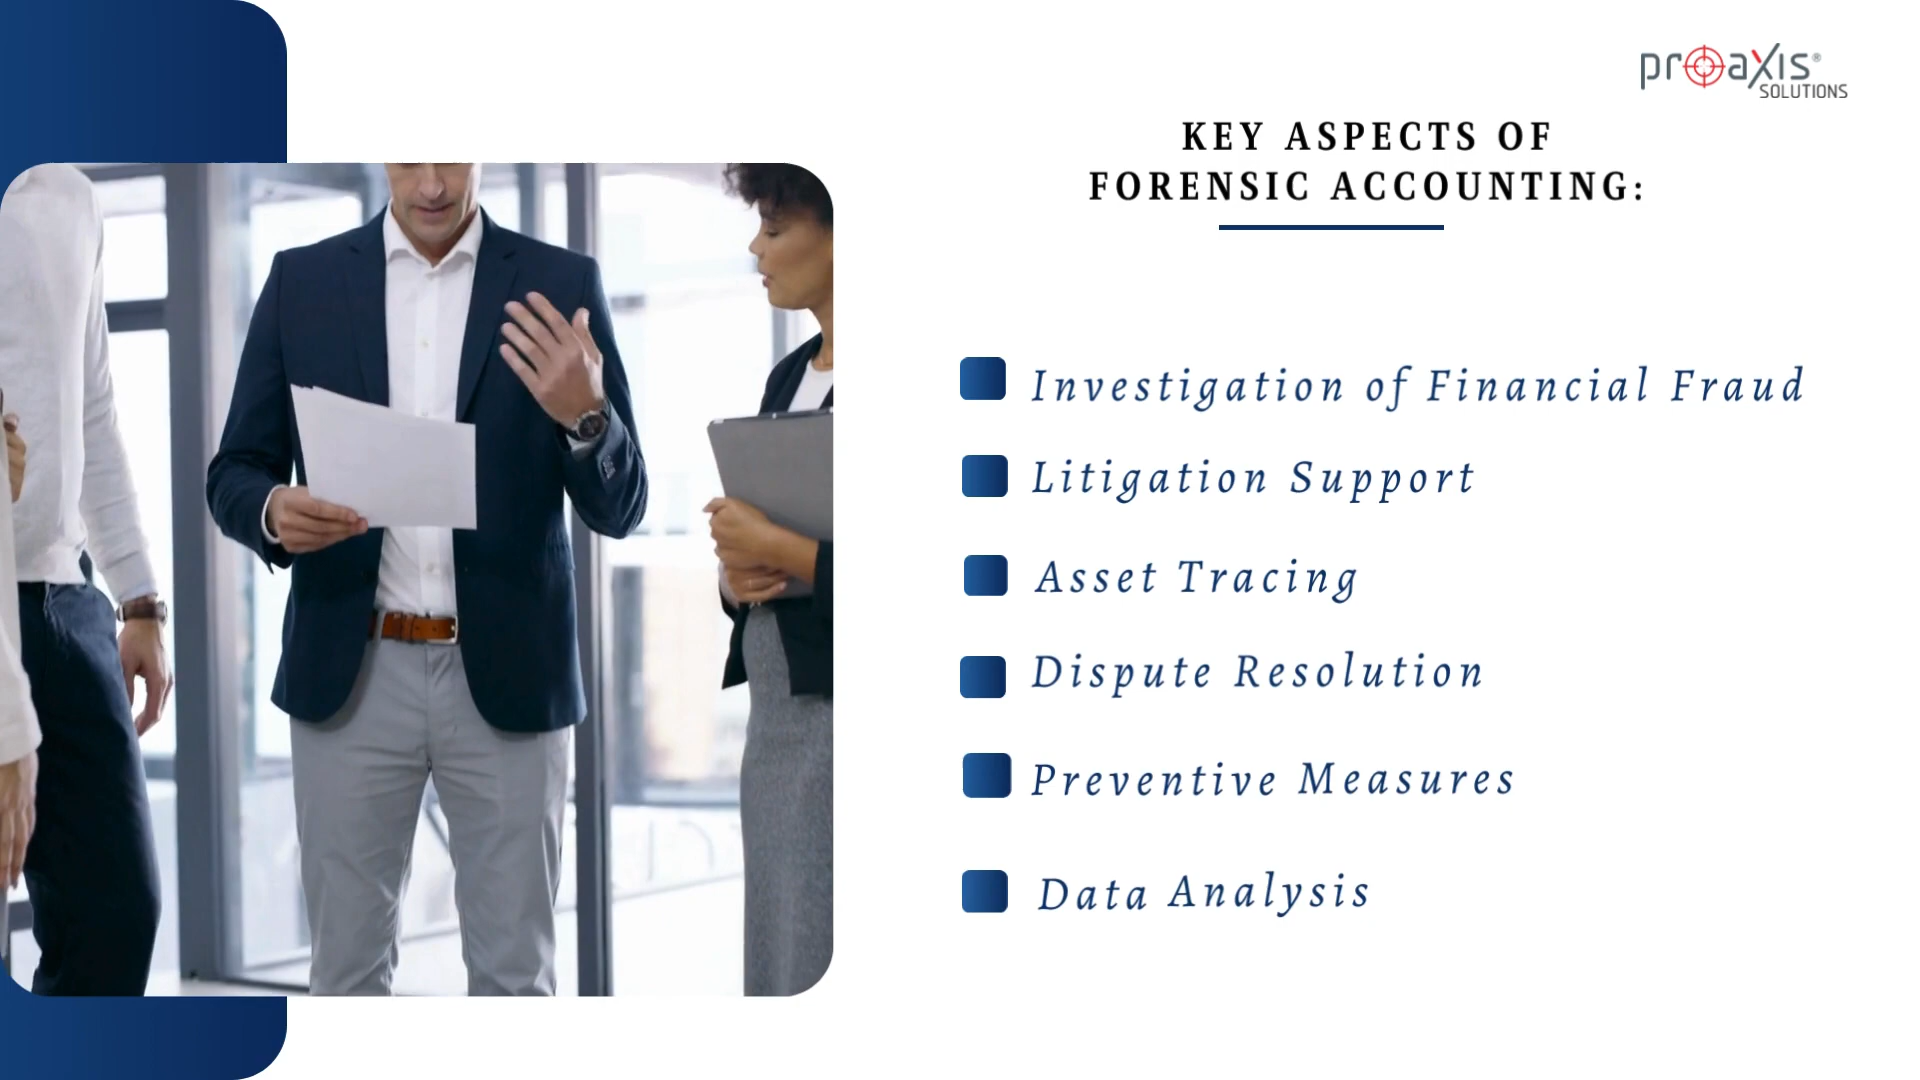 proaxis®
SOLUTIONS
KEY ASPECTS OF
FORENSIC ACCOUNTING:
Investigation of Financial Fraud
Litigation Support
Asset Tracing
Dispute Resolution
Preventive Measures
Data Analysis